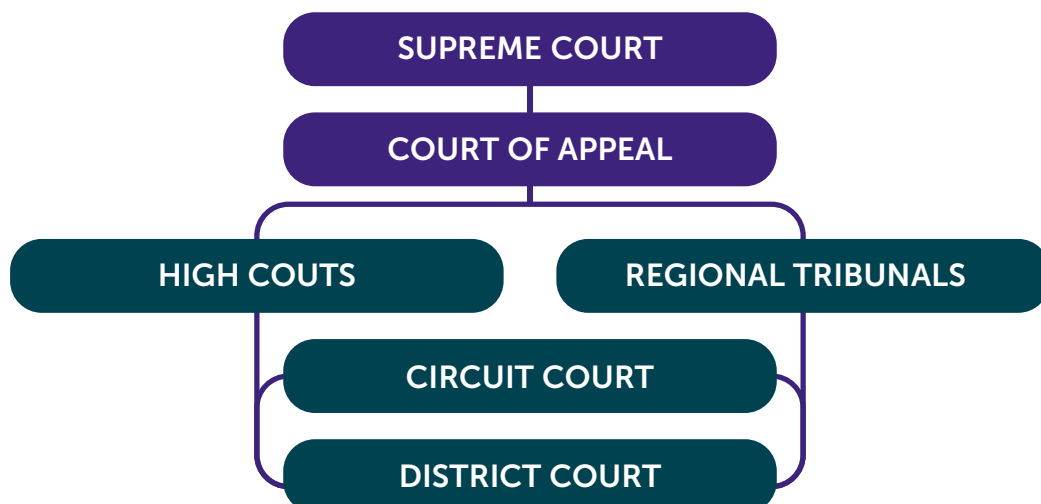 SUPREME COURT
COURT OF APPEAL
HIGH COUTS
REGIONAL TRIBUNALS
CIRCUIT COURT
DISTRICT COURT